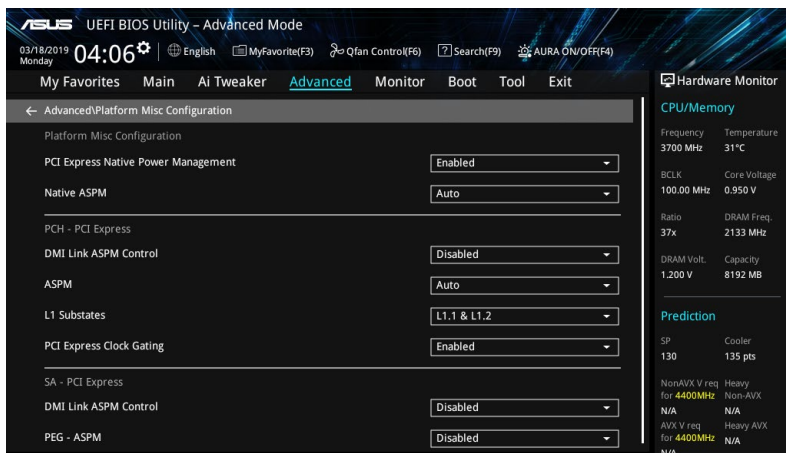 ASUS UEFI BIOS Utility – Advanced Mode
03/18/2019 Monday 04:06 English MyFavorite(F3) Qfan Control(F6) ? Search(F9) AURA ON/OFF(F4)
My Favorites Main Ai Tweaker Advanced Monitor Boot Tool Exit
← Advanced\Platform Misc Configuration
Platform Misc Configuration
PCI Express Native Power Management Enabled
Native ASPM Auto
PCH - PCI Express
DMI Link ASPM Control Disabled
ASPM Auto
L1 Substates L1.1 & L1.2
PCI Express Clock Gating Enabled
SA - PCI Express
DMI Link ASPM Control Disabled
PEG - ASPM Disabled
Hardware Monitor
CPU/Memory
Frequency Temperature
3700 MHz 31°C
BCLK Core Voltage
100.00 MHz 0.950 V
Ratio DRAM Freq.
37x 2133 MHz
DRAM Volt. Capacity
1.200 V 8192 MB
Prediction
SP Cooler
130 135 pts
NonAVX V req Heavy
for 4400MHz Non-AVX
N/A N/A
AVX V req Heavy AVX
for 4400MHz N/A
N/A